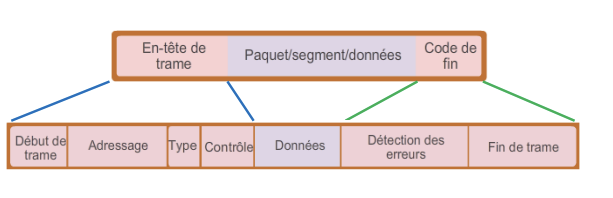 En-tête de
trame
Paquet/segment/données
Code de
fin
Début de
trame
Adressage
Type
Contrôle
Données
Détection des
erreurs
Fin de trame